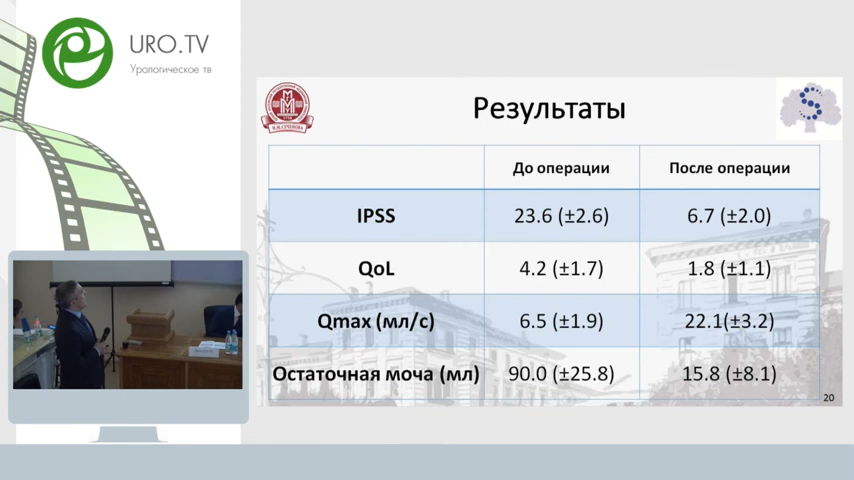 URO.TV
Урологическое тв
Результаты
До операции После операции
IPSS 23.6 (±2.6) 6.7 (±2.0)
QoL 4.2 (±1.7) 1.8 (±1.1)
Qmax (мл/с) 6.5 (±1.9) 22.1(±3.2)
Остаточная моча (мл) 90.0 (±25.8) 15.8 (±8.1)
20